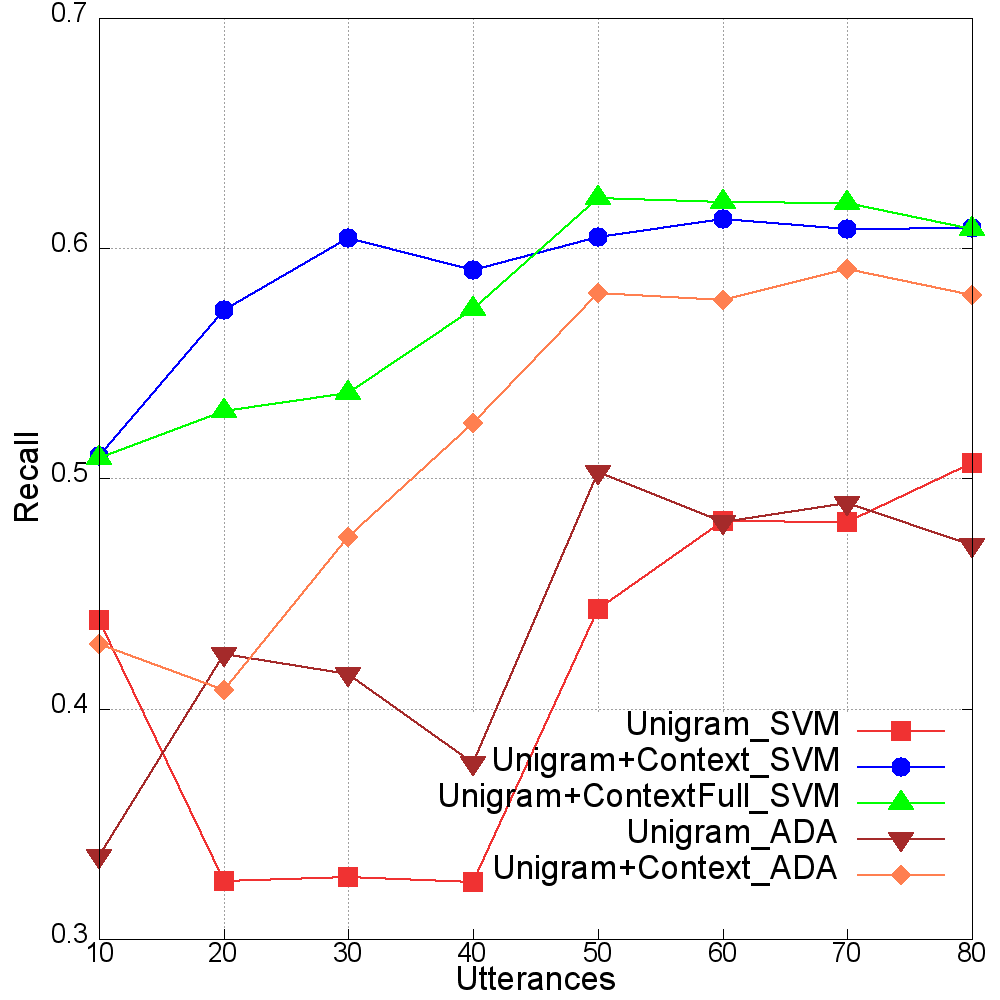 0.7
0.6
0.5
0.4
0.3
Recall
Unigram_SVM
Unigram+Context_SVM
Unigram+ContextFull_SVM
Unigram_ADA
Unigram+Context_ADA
10 20 30 40 50 60 70 80
Utterances